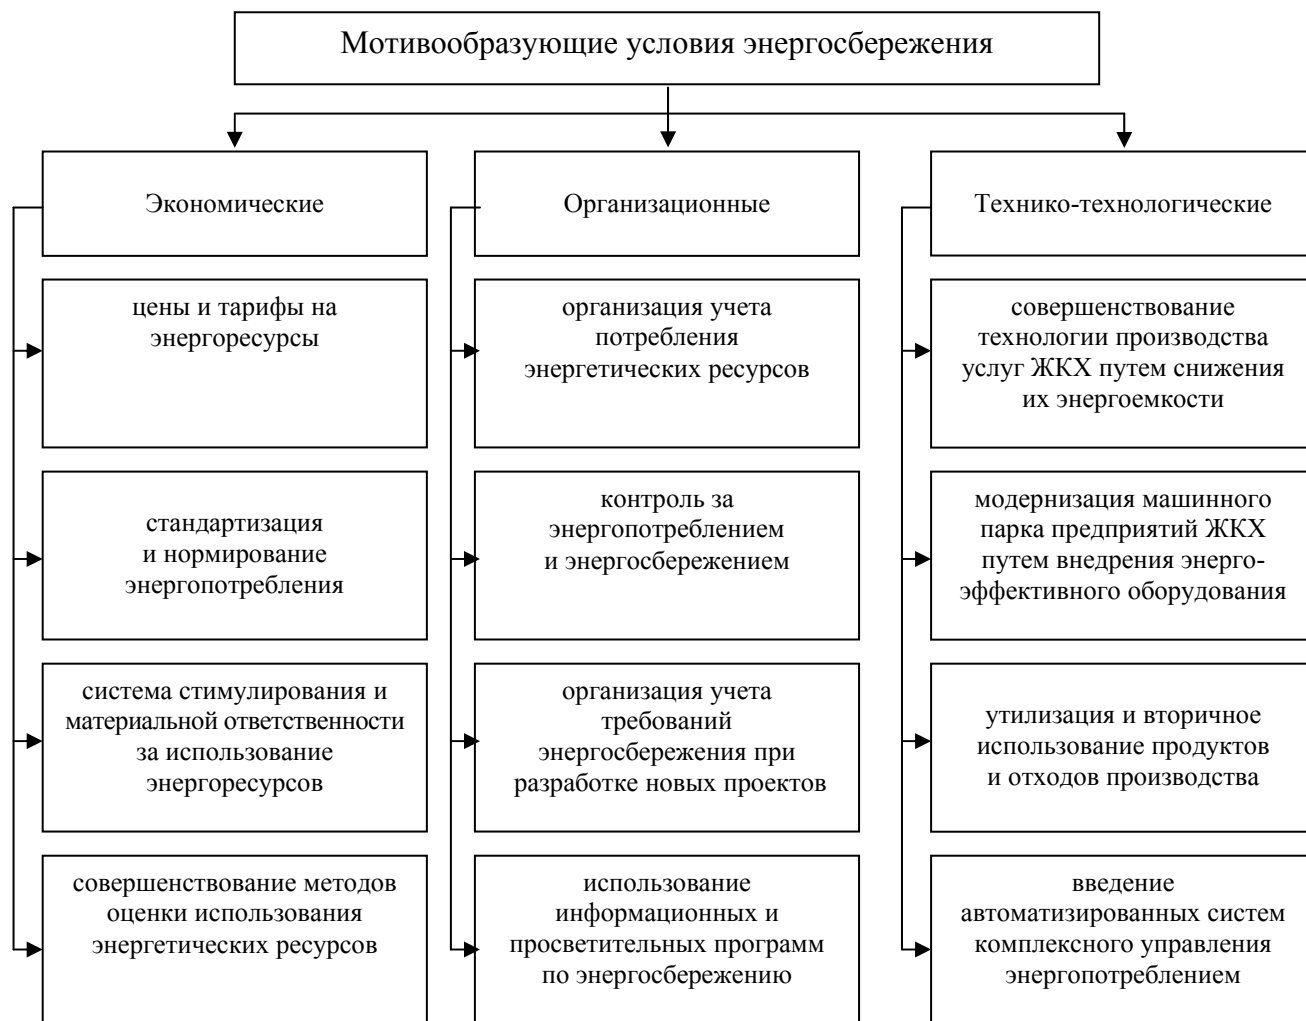 Мотивообразующие условия энергосбережения
Экономические
цены и тарифы на
энергоресурсы
стандартизация
и нормирование
энергопотребления
система стимулирования и
материальной ответственности
за использование
энергоресурсов
совершенствование методов
оценки использования
энергетических ресурсов
Организационные
организация учета
потребления
энергетических ресурсов
контроль за
энергопотреблением
и энергосбережением
организация учета
требований
энергосбережения при
разработке новых проектов
использование
информационных и
просветительных программ
по энергосбережению
Технико-технологические
совершенствование
технологии производства
услуг ЖКХ путем снижения
их энергоемкости
модернизация машинного
парка предприятий ЖКХ
путем внедрения энерго-
эффективного оборудования
утилизация и вторичное
использование продуктов
и отходов производства
введение
автоматизированных систем
комплексного управления
энергопотреблением